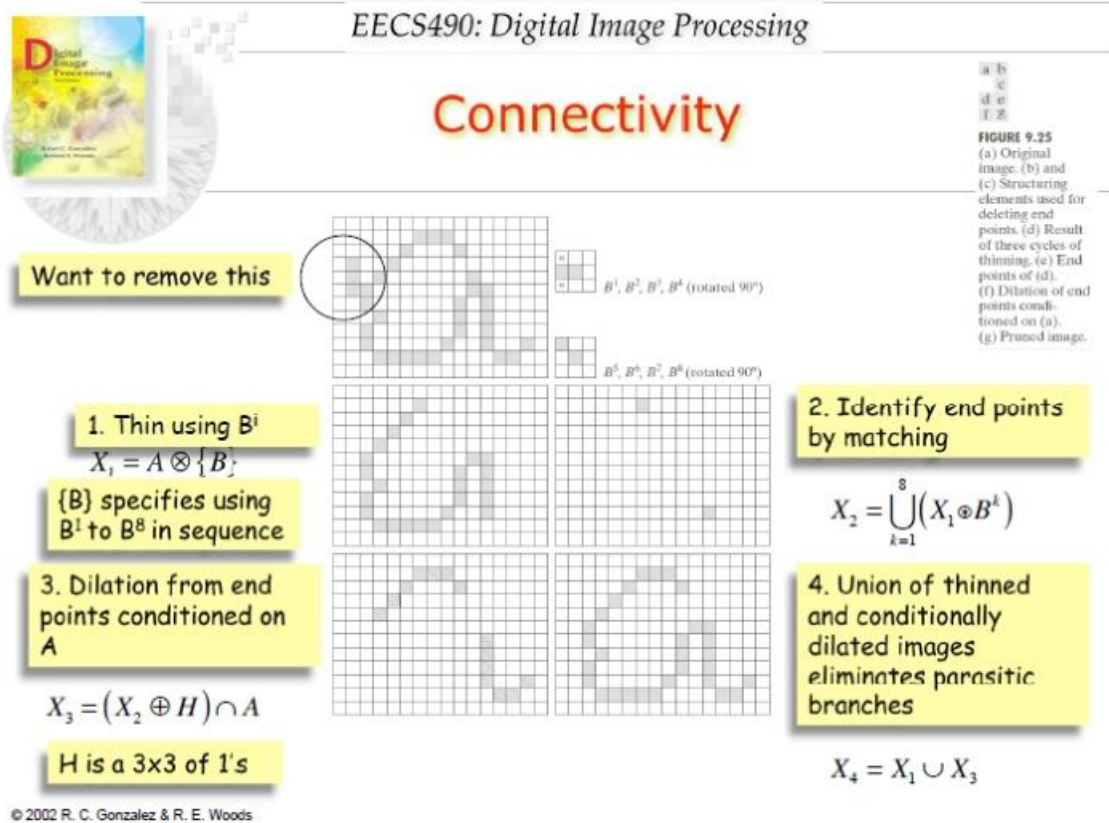 EECS490: Digital Image Processing
Digital
Image
Processing
Connectivity
a b
c
d e
f g
FIGURE 9.25
(a) Original
image. (b) and
(c) Structuring
elements used for
deleting end
points. (d) Result
of three cycles of
thinning. (e) End
points of (d).
(f) Dilation of end
points condi-
tioned on (a).
(g) Pruned image.
Want to remove this
×
×
B¹, B², B³, B⁴ (rotated 90°)
B⁵, B⁶, B⁷, B⁸ (rotated 90°)
1. Thin using Bⁱ
X₁ = A ⊗ {B}
{B} specifies using
B¹ to B⁸ in sequence
2. Identify end points
by matching
X₂ = ⋃ₖ₌₁⁸ (X₁ ⊛ Bᵏ)
3. Dilation from end
points conditioned on
A
X₃ = (X₂ ⊕ H) ∩ A
H is a 3x3 of 1's
4. Union of thinned
and conditionally
dilated images
eliminates parasitic
branches
X₄ = X₁ ∪ X₃
© 2002 R. C. Gonzalez & R. E. Woods